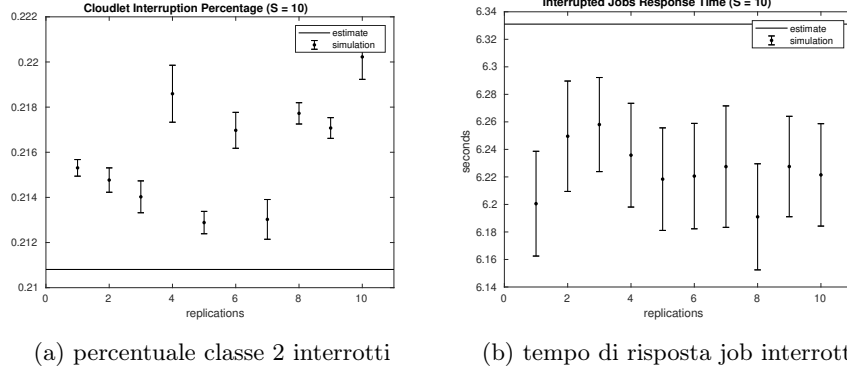 Cloudlet Interruption Percentage (S = 10)
0.222
0.22
0.218
0.216
0.214
0.212
0.21
0
2
4
6
8
10
replications
estimate
simulation
(a) percentuale classe 2 interrotti
Interrupted Jobs Response Time (S = 10)
6.34
6.32
6.3
6.28
6.26
6.24
6.22
6.2
6.18
6.16
6.14
seconds
0
2
4
6
8
10
replications
estimate
simulation
(b) tempo di risposta job interrott